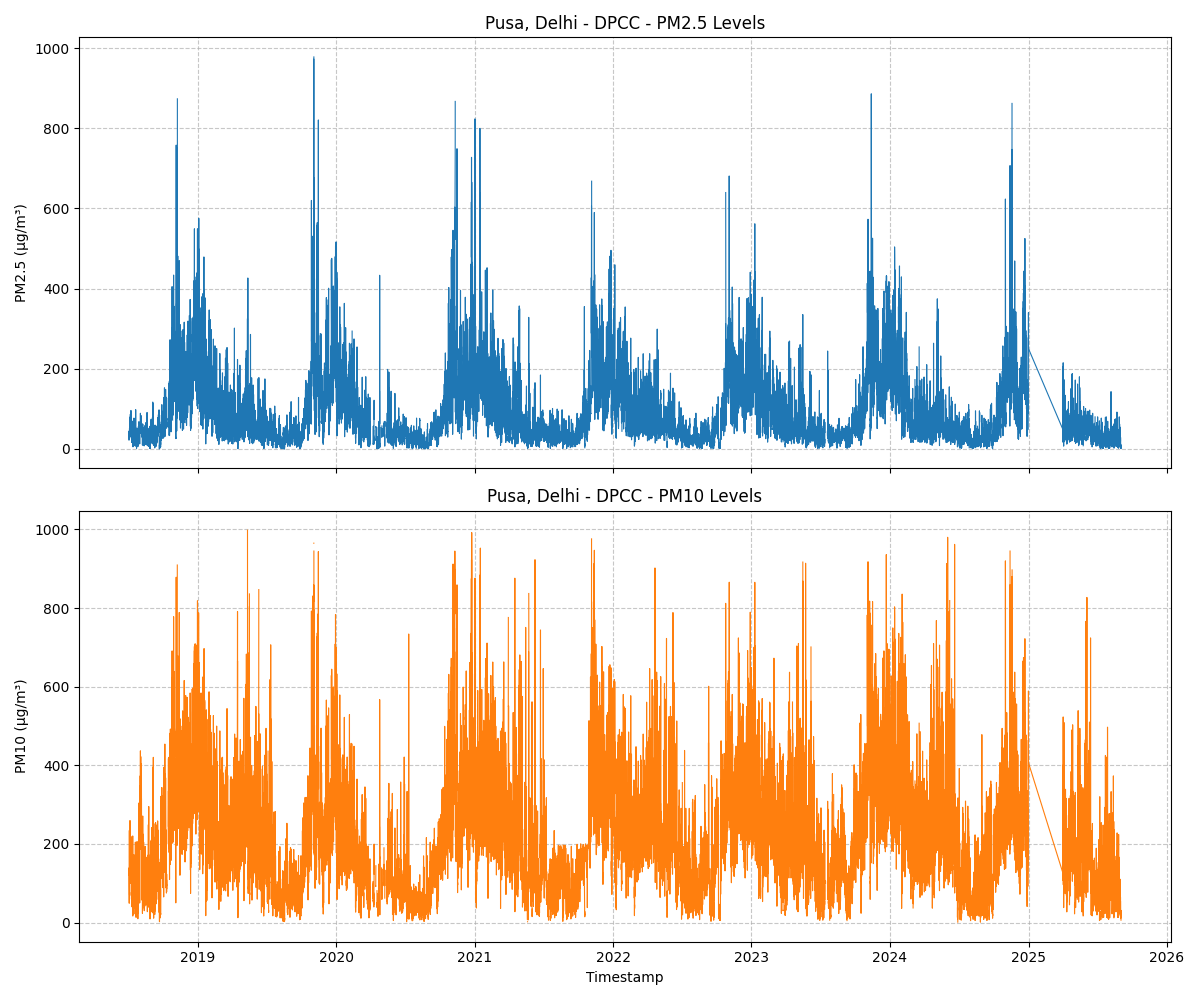 Pusa, Delhi - DPCC - PM2.5 Levels
1000
800
600
400
200
0
PM2.5 (µg/m³)
Pusa, Delhi - DPCC - PM10 Levels
1000
800
600
400
200
0
PM10 (µg/m³)
2019 2020 2021 2022 2023 2024 2025 2026
Timestamp